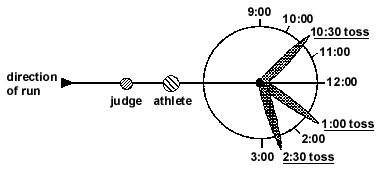 9:00
10:00
10:30 toss
11:00
direction
of run
12:00
judge
athlete
1:00 toss
2:00
3:00
2:30 toss